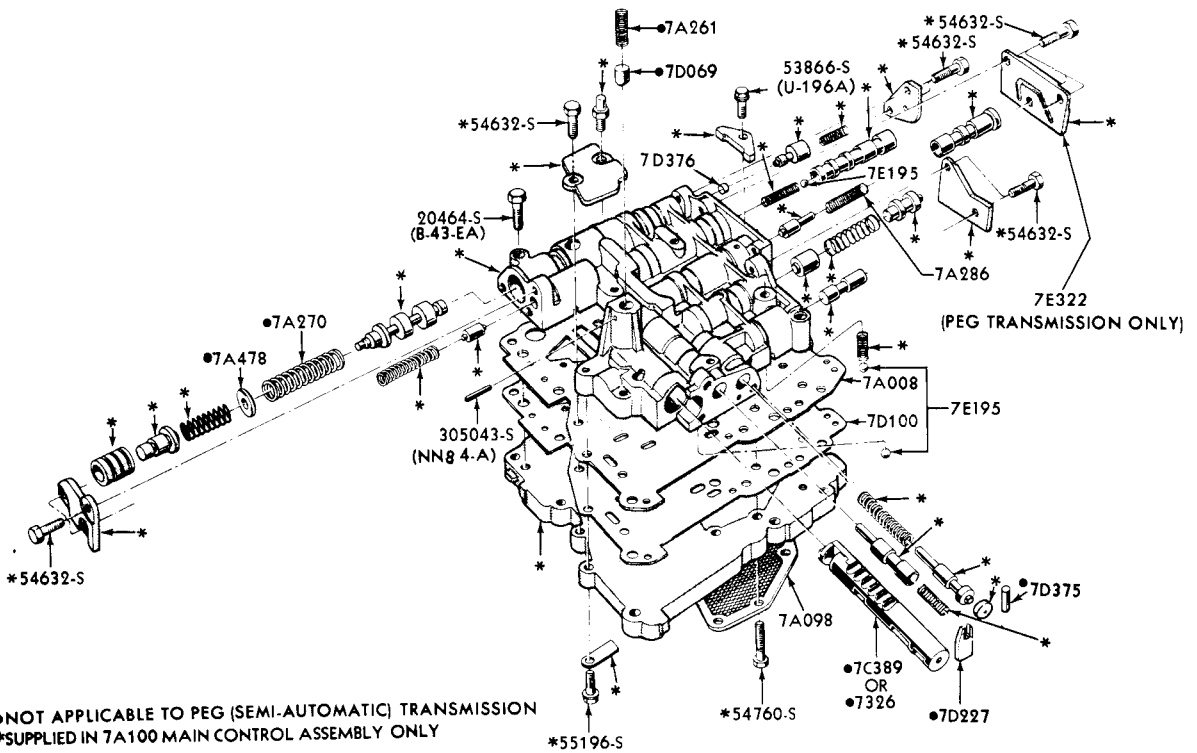 ●7A261
*54632-S
*54632-S
*
●7D069
53866-S
(U-196A)
*
*
*
*
*
*54632-S
*
*
*
*
*
7D376
7E195
20464-S
(B-43-EA)
*
*
*
*
*54632-S
7A286
7E322
(PEG TRANSMISSION ONLY)
*
*
*
●7A270
●7A478
*
*
*
*
*
*
7A008
7E195
7D100
305043-S
(NN8 4-A)
*
*
*
*54632-S
*
*
*
●7D375
*
7A098
*
●7C389
OR
●7326
●7D227
*54760-S
*55196-S
●NOT APPLICABLE TO PEG (SEMI-AUTOMATIC) TRANSMISSION
*SUPPLIED IN 7A100 MAIN CONTROL ASSEMBLY ONLY